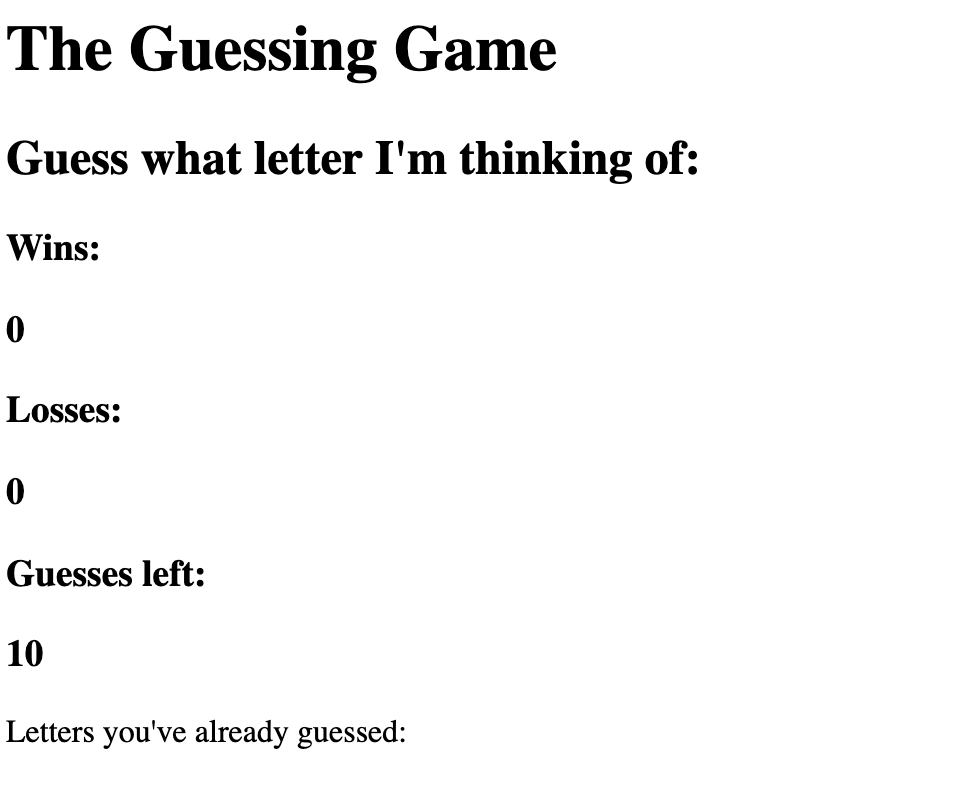 The Guessing Game
Guess what letter I'm thinking of:
Wins:
0
Losses:
0
Guesses left:
10
Letters you've already guessed: